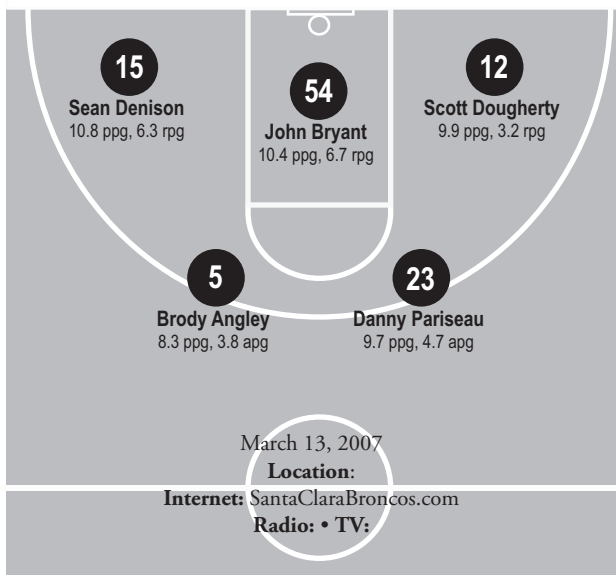 15
Sean Denison
10.8 ppg, 6.3 rpg
54
John Bryant
10.4 ppg, 6.7 rpg
12
Scott Dougherty
9.9 ppg, 3.2 rpg
5
Brody Angley
8.3 ppg, 3.8 apg
23
Danny Pariseau
9.7 ppg, 4.7 apg
March 13, 2007
Location:
Internet: SantaClaraBroncos.com
Radio: • TV: